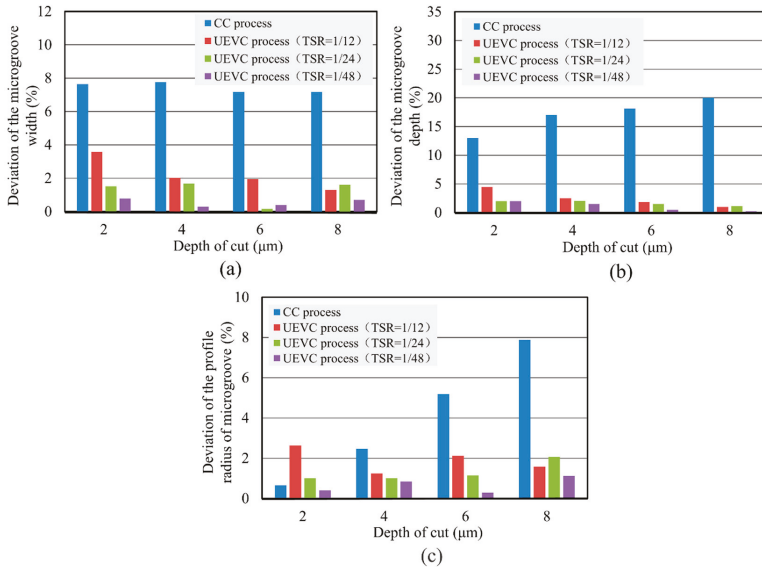 (a)
Deviation of the microgroove
width (%)
12
10
8
6
4
2
0
CC process
UEVC process（TSR=1/12）
UEVC process（TSR=1/24）
UEVC process（TSR=1/48）
2 4 6 8
Depth of cut (μm)
(a)
(b)
Deviation of the microgroove
depth (%)
35
30
25
20
15
10
5
0
CC process
UEVC process（TSR=1/12）
UEVC process（TSR=1/24）
UEVC process（TSR=1/48）
2 4 6 8
Depth of cut (μm)
(b)
Deviation of the profile
radius of microgroove (%)
10
8
6
4
2
0
CC process
UEVC process（TSR=1/12）
UEVC process（TSR=1/24）
UEVC process（TSR=1/48）
2 4 6 8
Depth of cut (μm)
(c)